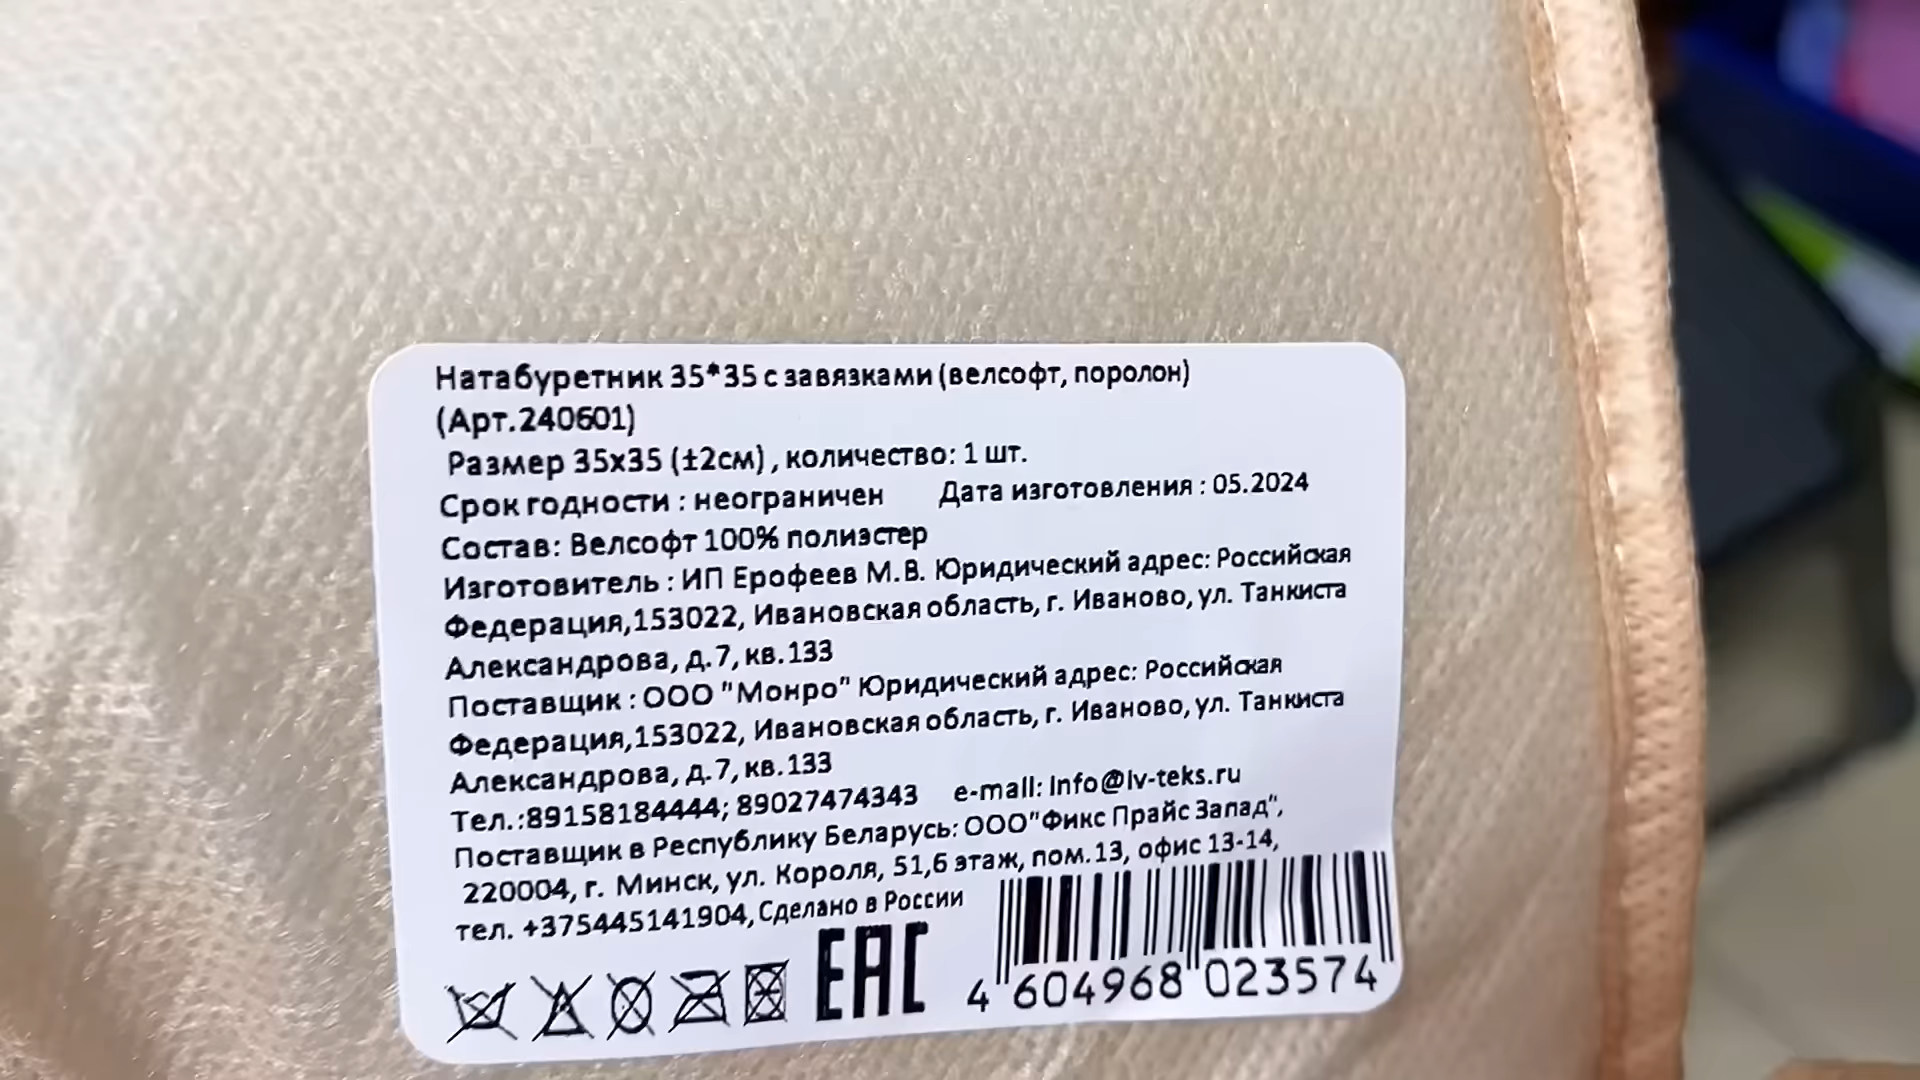 Натабуретник 35*35 с завязками (велсофт, поролон)
(Арт.240601)
Размер 35х35 (±2см) , количество: 1 шт.
Срок годности : неограничен Дата изготовления : 05.2024
Состав: Велсофт 100% полиэстер
Изготовитель : ИП Ерофеев М.В. Юридический адрес: Российская
Федерация,153022, Ивановская область, г. Иваново, ул. Танкиста
Александрова, д.7, кв.133
Поставщик : ООО "Монро" Юридический адрес: Российская
Федерация,153022, Ивановская область, г. Иваново, ул. Танкиста
Александрова, д.7, кв.133
Тел.:89158184444; 89027474343 e-mail: Info@iv-teks.ru
Поставщик в Республику Беларусь: ООО"Фикс Прайс Запад",
220004, г. Минск, ул. Короля, 51,6 этаж, пом.13, офис 13-14,
тел. +375445141904, Сделано в России
ЕАС
4 604968 023574